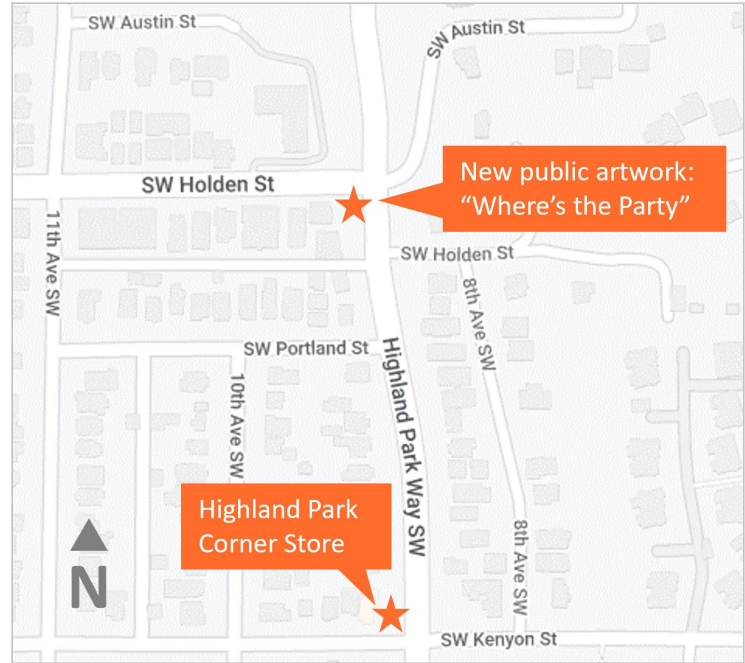 SW Austin St
SW Austin St
New public artwork:
“Where’s the Party”
SW Holden St
11th Ave SW
SW Holden St
8th Ave SW
SW Portland St
Highland Park Way SW
10th Ave SW
Highland Park
Corner Store
8th Ave SW
N
SW Kenyon St